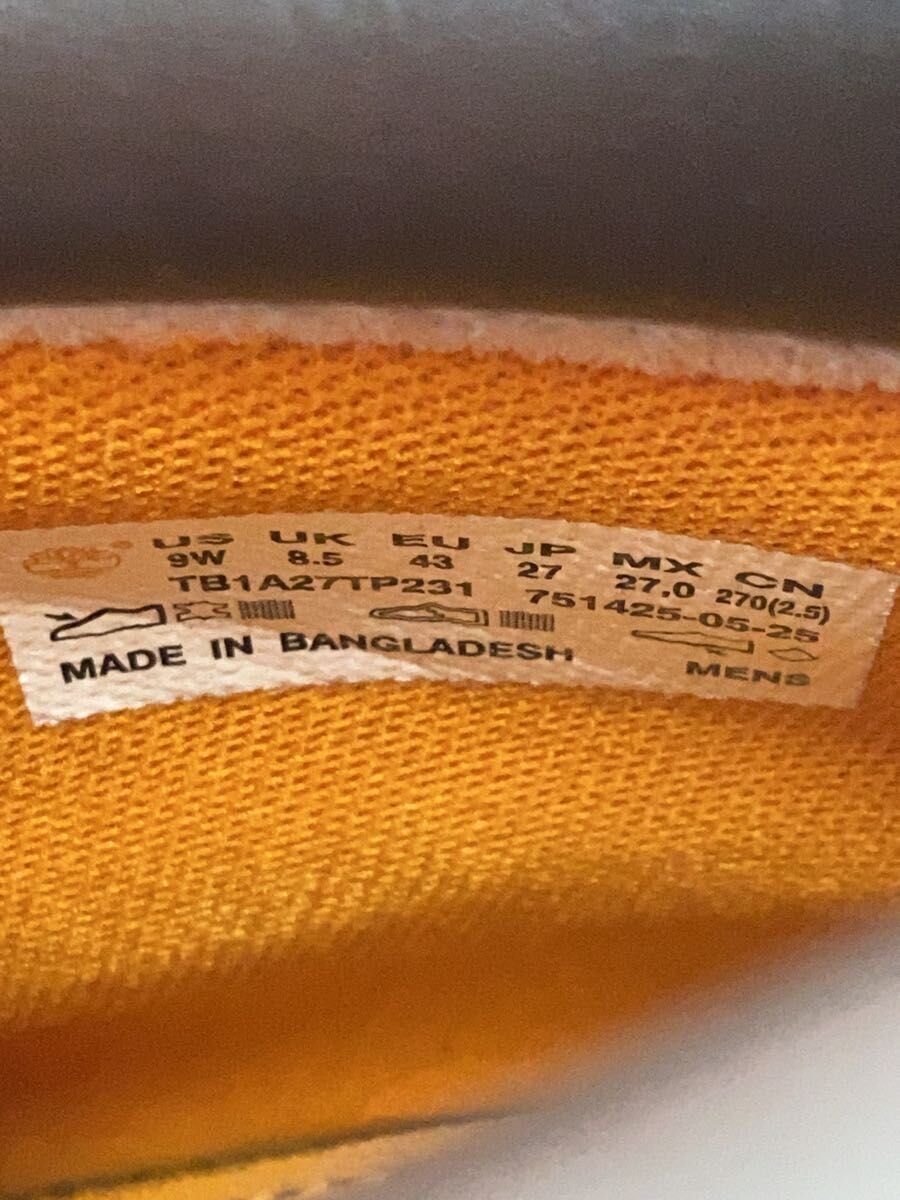 US UK EU JP MX CN
9W 8.5 43 27 27.0 270(2.5)
TB1A27TP231 751425-05-25
MADE IN BANGLADESH MENS